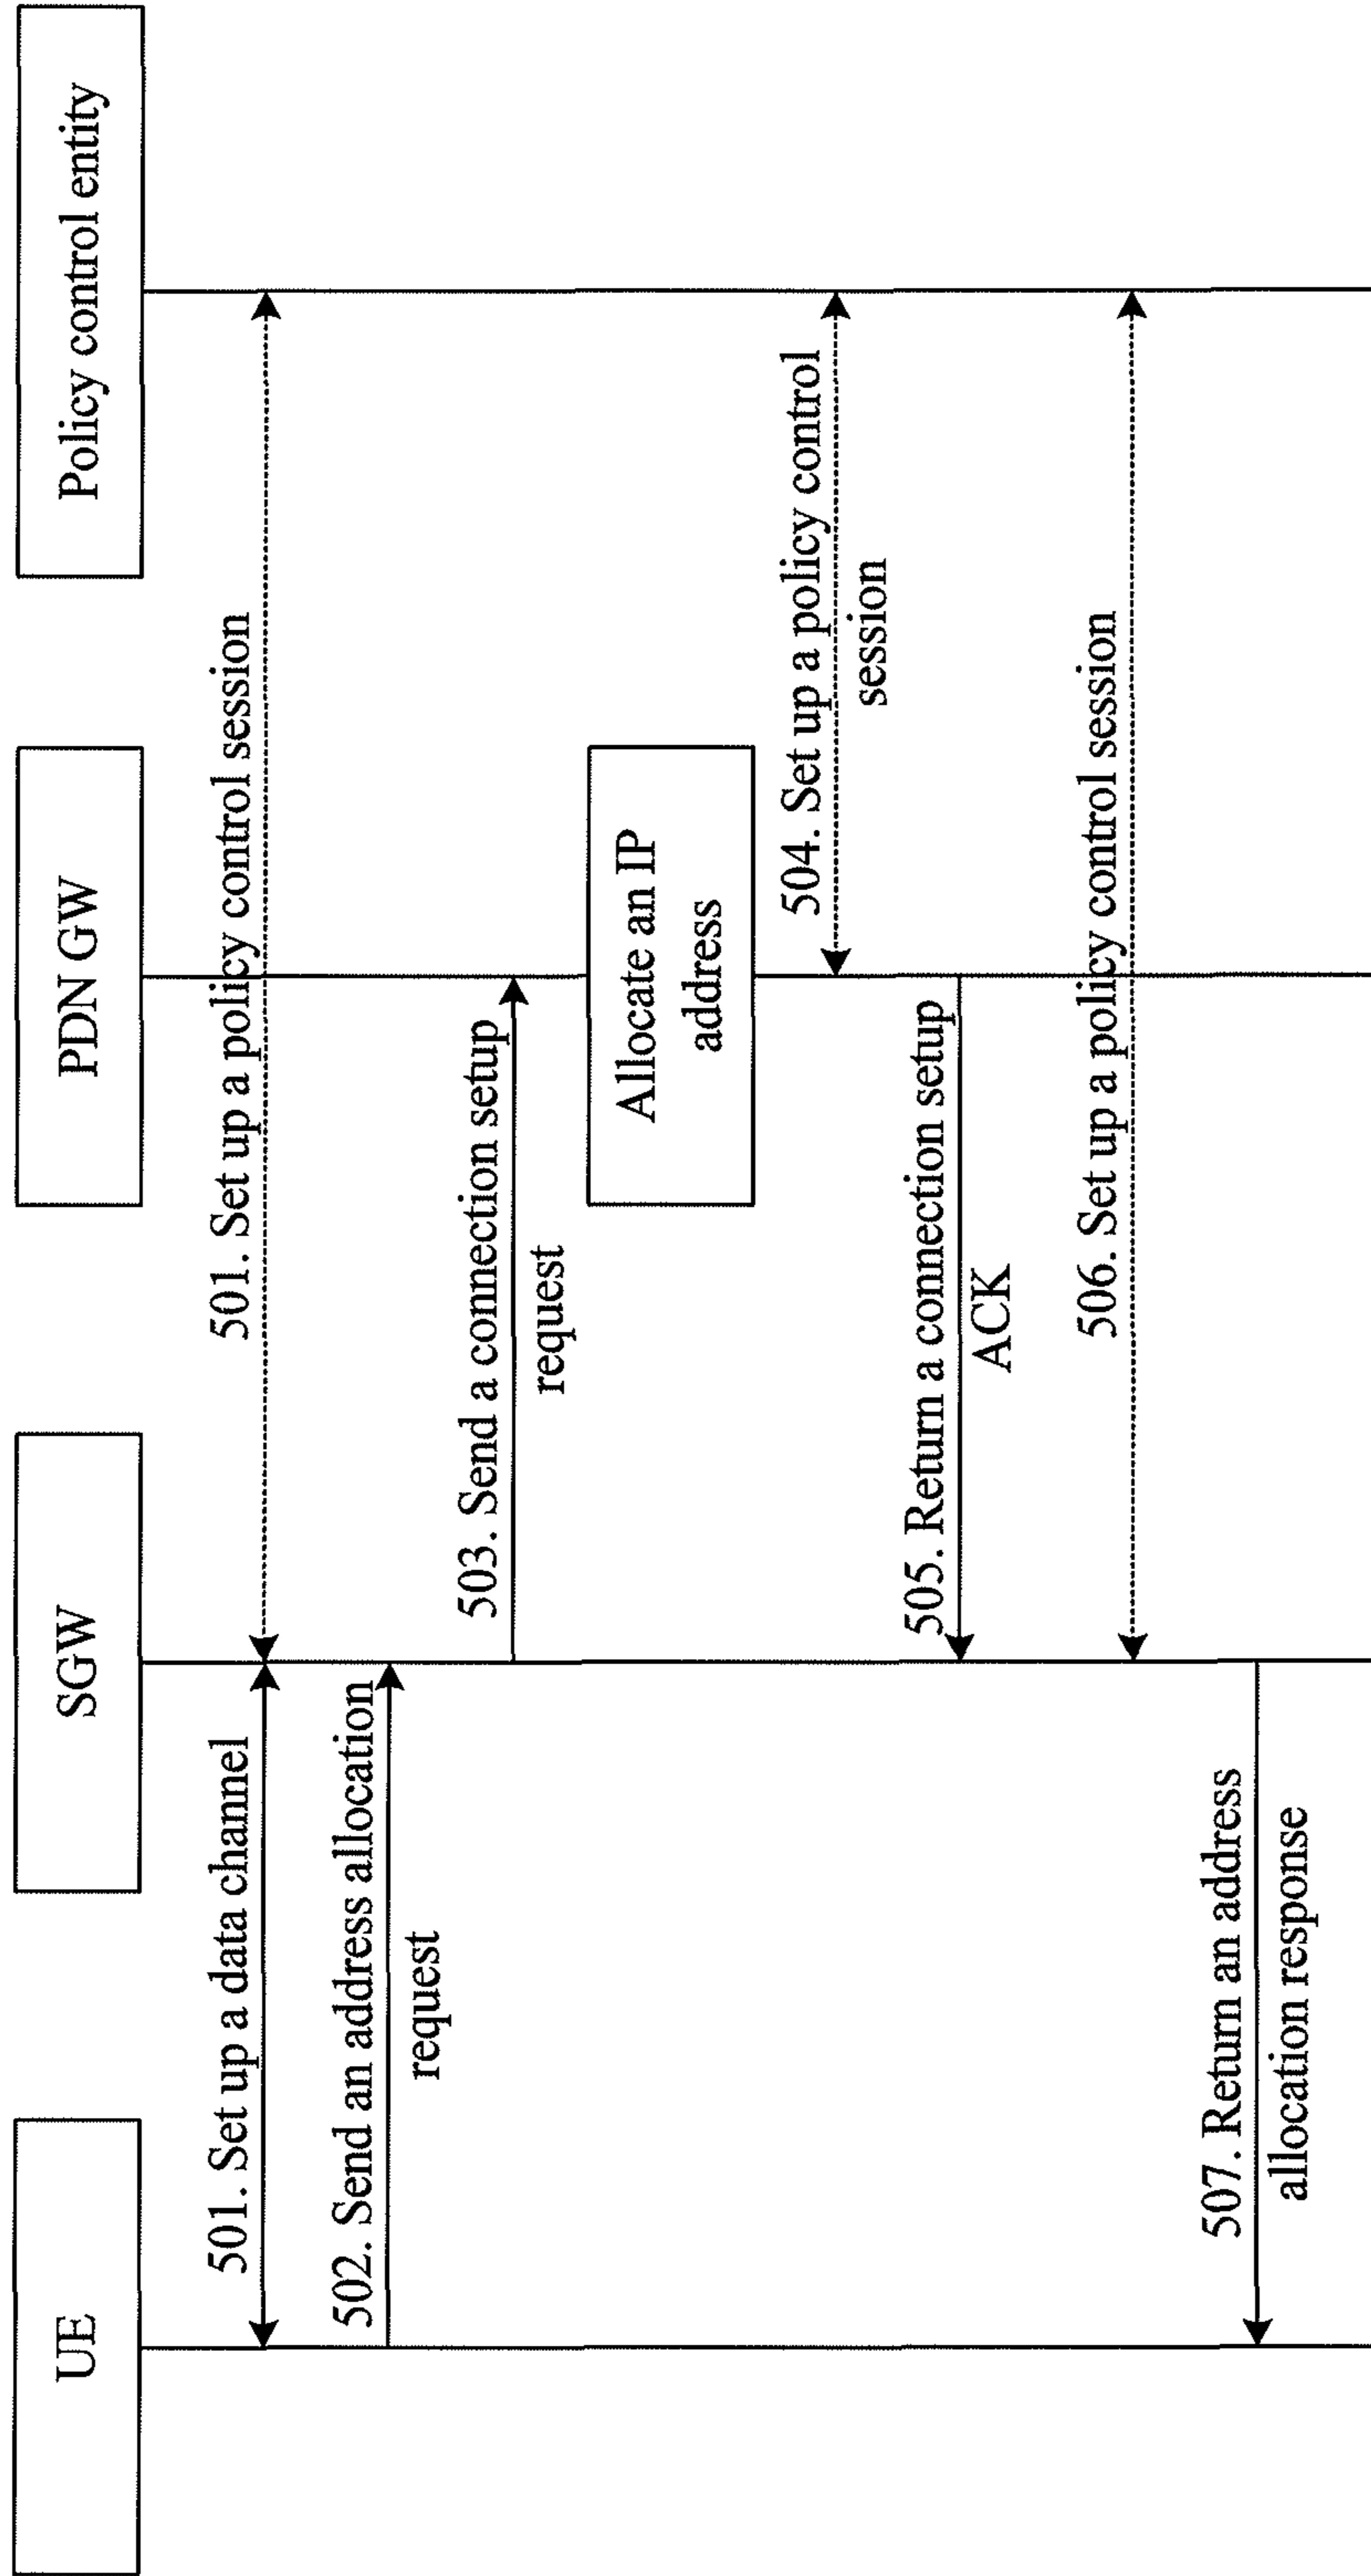 UE
SGW
PDN GW
Policy control entity
501. Set up a data channel
501. Set up a policy control session
502. Send an address allocation
request
503. Send a connection setup
request
Allocate an IP
address
504. Set up a policy control
session
505. Return a connection setup
ACK
506. Set up a policy control session
507. Return an address
allocation response